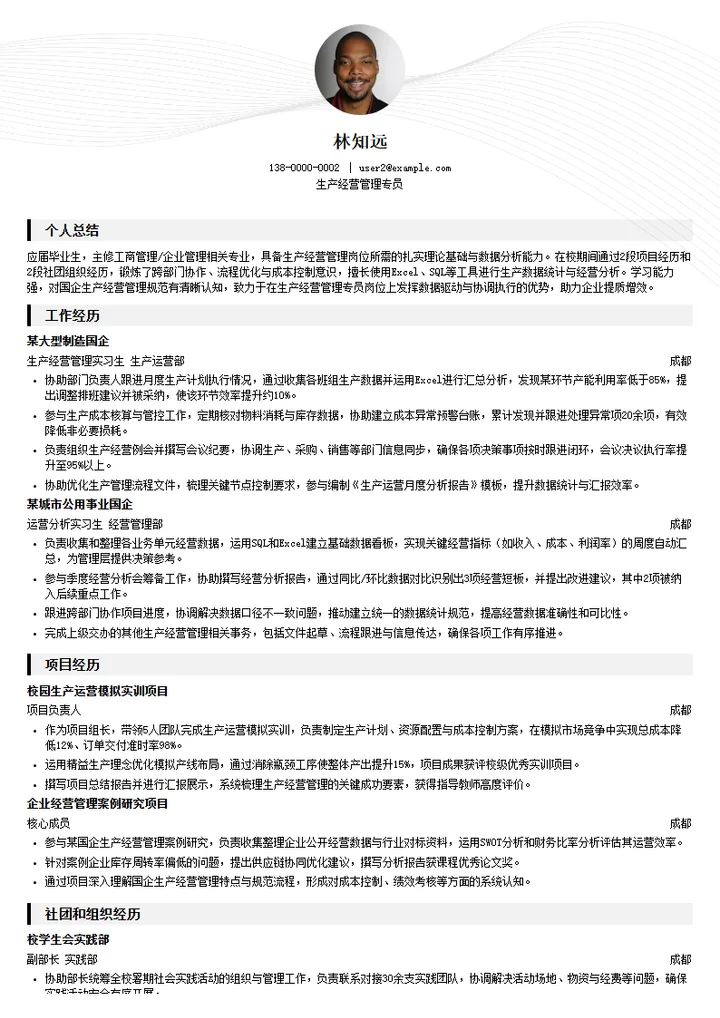 林知远
138-0000-0002 | user2@example.com
生产经营管理专员
个人总结
应届毕业生，主修工商管理/企业管理相关专业，具备生产经营管理岗位所需的扎实理论基础与数据分析能力。在校期间通过2段项目经历和
2段社团组织经历，锻炼了跨部门协作、流程优化与成本控制意识，擅长使用Excel、SQL等工具进行生产数据统计与经营分析。学习能力
强，对国企生产经营管理规范有清晰认知，致力于在生产经营管理专员岗位上发挥数据驱动与协调执行的优势，助力企业提质增效。
工作经历
某大型制造国企
生产经营管理实习生 生产运营部 成都
• 协助部门负责人跟进月度生产计划执行情况，通过收集各班组生产数据并运用Excel进行汇总分析，发现某环节产能利用率低于85%，提
出调整排班建议并被采纳，使该环节效率提升约10%。
• 参与生产成本核算与管控工作，定期核对物料消耗与库存数据，协助建立成本异常预警台账，累计发现并跟进处理异常项20余项，有效
降低非必要损耗。
• 负责组织生产经营例会并撰写会议纪要，协调生产、采购、销售等部门信息同步，确保各项决策事项按时跟进闭环，会议决议执行率提
升至95%以上。
• 协助优化生产管理流程文件，梳理关键节点控制要求，参与编制《生产运营月度分析报告》模板，提升数据统计与汇报效率。
某城市公用事业国企
运营分析实习生 经营管理部 成都
• 负责收集和整理各业务单元经营数据，运用SQL和Excel建立基础数据看板，实现关键经营指标（如收入、成本、利润率）的周度自动汇
总，为管理层提供决策参考。
• 参与季度经营分析会筹备工作，协助撰写经营分析报告，通过同比/环比数据对比识别出3项经营短板，并提出改进建议，其中2项被纳
入后续重点工作。
• 跟进跨部门协作项目进度，协调解决数据口径不一致问题，推动建立统一的数据统计规范，提高经营数据准确性和可比性。
• 完成上级交办的其他生产经营管理相关事务，包括文件起草、流程跟进与信息传达，确保各项工作有序推进。
项目经历
校园生产运营模拟实训项目
项目负责人 成都
• 作为项目组长，带领5人团队完成生产运营模拟实训，负责制定生产计划、资源配置与成本控制方案，在模拟市场竞争中实现总成本降
低12%、订单交付准时率98%。
• 运用精益生产理念优化模拟产线布局，通过消除瓶颈工序使整体产出提升15%，项目成果获评校级优秀实训项目。
• 撰写项目总结报告并进行汇报展示，系统梳理生产经营管理的关键成功要素，获得指导教师高度评价。
企业经营管理案例研究项目
核心成员 成都
• 参与某国企生产经营管理案例研究，负责收集整理企业公开经营数据与行业对标资料，运用SWOT分析和财务比率分析评估其运营效率。
• 针对案例企业库存周转率偏低的问题，提出供应链协同优化建议，撰写分析报告获课程优秀论文奖。
• 通过项目深入理解国企生产经营管理特点与规范流程，形成对成本控制、绩效考核等方面的系统认知。
社团和组织经历
校学生会实践部
副部长 实践部 成都
• 协助部长统筹全校暑期社会实践活动的组织与管理工作，负责联系对接30余支实践团队，协调解决活动场地、物资与经费等问题，确保